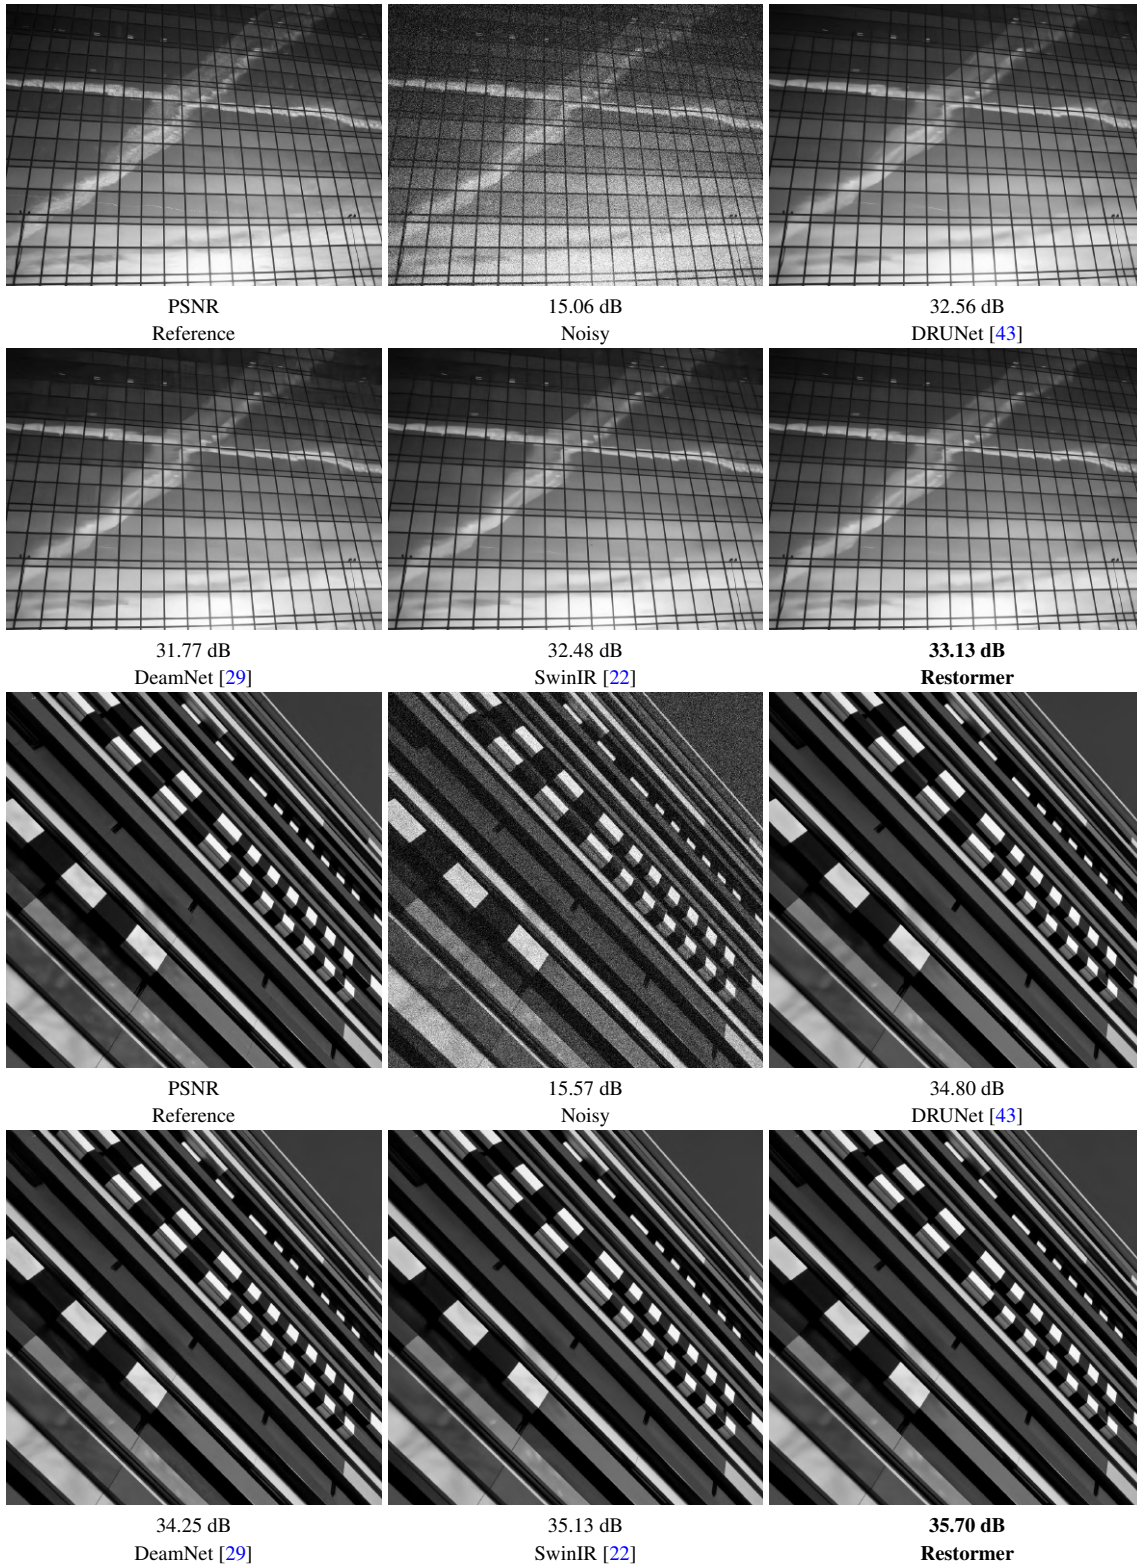 PSNR
Reference
15.06 dB
Noisy
32.56 dB
DRUNet [43]
31.77 dB
DeamNet [29]
32.48 dB
SwinIR [22]
33.13 dB
Restormer
PSNR
Reference
15.57 dB
Noisy
34.80 dB
DRUNet [43]
34.25 dB
DeamNet [29]
35.13 dB
SwinIR [22]
35.70 dB
Restormer